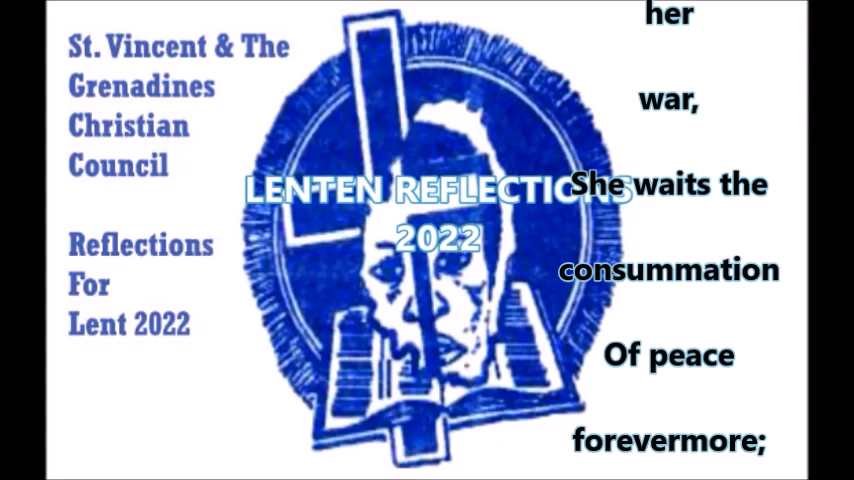 St. Vincent & The
Grenadines
Christian
Council
Reflections
For
Lent 2022
LENTEN REFLECTIONS
2022
her
war,
She waits the
consummation
Of peace
forevermore;